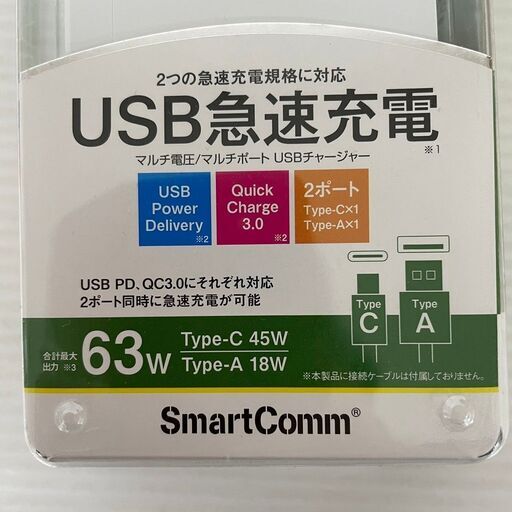 2つの急速充電規格に対応
USB急速充電
※1
マルチ電圧/マルチポート USBチャージャー
USB
Power
Delivery
※2
Quick
Charge
3.0
※2
2ポート
Type-C×1
Type-A×1
USB PD、QC3.0にそれぞれ対応
2ポート同時に急速充電が可能
Type
C
Type
A
合計最大
出力 ※3
63W
Type-C 45W
Type-A 18W
※本製品に接続ケーブルは付属しておりません。
SmartComm®